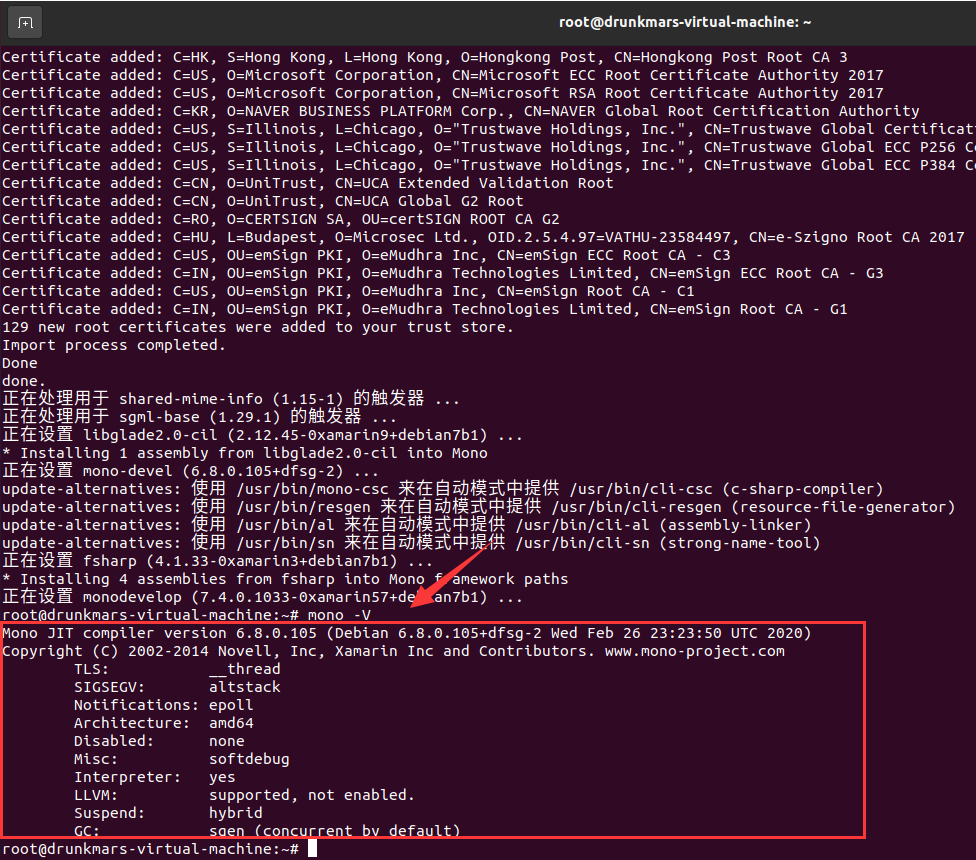 root@drunkmars-virtual-machine: ~
Certificate added: C=HK, S=Hong Kong, L=Hong Kong, O=Hongkong Post, CN=Hongkong Post Root CA 3
Certificate added: C=US, O=Microsoft Corporation, CN=Microsoft ECC Root Certificate Authority 2017
Certificate added: C=US, O=Microsoft Corporation, CN=Microsoft RSA Root Certificate Authority 2017
Certificate added: C=KR, O=NAVER BUSINESS PLATFORM Corp., CN=NAVER Global Root Certification Authority
Certificate added: C=US, S=Illinois, L=Chicago, O="Trustwave Holdings, Inc.", CN=Trustwave Global Certificat
Certificate added: C=US, S=Illinois, L=Chicago, O="Trustwave Holdings, Inc.", CN=Trustwave Global ECC P256 C
Certificate added: C=US, S=Illinois, L=Chicago, O="Trustwave Holdings, Inc.", CN=Trustwave Global ECC P384 C
Certificate added: C=CN, O=UniTrust, CN=UCA Extended Validation Root
Certificate added: C=CN, O=UniTrust, CN=UCA Global G2 Root
Certificate added: C=RO, O=CERTSIGN SA, OU=certSIGN ROOT CA G2
Certificate added: C=HU, L=Budapest, O=Microsec Ltd., OID.2.5.4.97=VATHU-23584497, CN=e-Szigno Root CA 2017
Certificate added: C=US, OU=emSign PKI, O=eMudhra Inc, CN=emSign ECC Root CA - C3
Certificate added: C=IN, OU=emSign PKI, O=eMudhra Technologies Limited, CN=emSign ECC Root CA - G3
Certificate added: C=US, OU=emSign PKI, O=eMudhra Inc, CN=emSign Root CA - C1
Certificate added: C=IN, OU=emSign PKI, O=eMudhra Technologies Limited, CN=emSign Root CA - G1
129 new root certificates were added to your trust store.
Import process completed.
Done
done.
正在处理用于 shared-mime-info (1.15-1) 的触发器 ...
正在处理用于 sgml-base (1.29.1) 的触发器 ...
正在设置 libglade2.0-cil (2.12.45-0xamarin9+debian7b1) ...
* Installing 1 assembly from libglade2.0-cil into Mono
正在设置 mono-devel (6.8.0.105+dfsg-2) ...
update-alternatives: 使用 /usr/bin/mono-csc 来在自动模式中提供 /usr/bin/cli-csc (c-sharp-compiler)
update-alternatives: 使用 /usr/bin/resgen 来在自动模式中提供 /usr/bin/cli-resgen (resource-file-generator)
update-alternatives: 使用 /usr/bin/al 来在自动模式中提供 /usr/bin/cli-al (assembly-linker)
update-alternatives: 使用 /usr/bin/sn 来在自动模式中提供 /usr/bin/cli-sn (strong-name-tool)
正在设置 fsharp (4.1.33-0xamarin3+debian7b1) ...
* Installing 4 assemblies from fsharp into Mono framework paths
正在设置 monodevelop (7.4.0.1033-0xamarin57+debian7b1) ...
root@drunkmars-virtual-machine:~# mono -V
Mono JIT compiler version 6.8.0.105 (Debian 6.8.0.105+dfsg-2 Wed Feb 26 23:23:50 UTC 2020)
Copyright (C) 2002-2014 Novell, Inc, Xamarin Inc and Contributors. www.mono-project.com
TLS: __thread
SIGSEGV: altstack
Notifications: epoll
Architecture: amd64
Disabled: none
Misc: softdebug
Interpreter: yes
LLVM: supported, not enabled.
Suspend: hybrid
GC: sgen (concurrent by default)
root@drunkmars-virtual-machine:~#